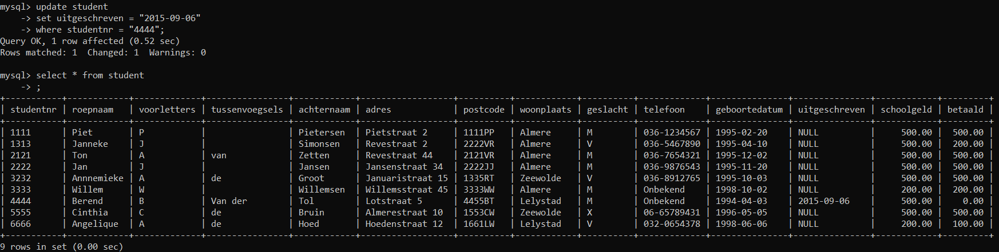 mysql> update student
    -> set uitgeschreven = "2015-09-06"
    -> where studentnr = "4444";
Query OK, 1 row affected (0.52 sec)
Rows matched: 1  Changed: 1  Warnings: 0

mysql> select * from student
    -> ;
+-----------+------------+--------------+----------------+------------+------------------+----------+------------+----------+-------------+---------------+---------------+------------+---------+
| studentnr | roepnaam   | voorletters | tussenvoegsels | achternaam | adres            | postcode | woonplaats | geslacht | telefoon    | geboortedatum | uitgeschreven | schoolgeld | betaald |
+-----------+------------+--------------+----------------+------------+------------------+----------+------------+----------+-------------+---------------+---------------+------------+---------+
| 1111      | Piet       | P           |                | Pietersen  | Pietstraat 2     | 1111PP   | Almere     | M        | 036-1234567 | 1995-02-20    | NULL          |     500.00 |  500.00 |
| 1313      | Janneke    | J           |                | Simonsen   | Revestraat 2     | 2222VR   | Almere     | V        | 036-5467890 | 1995-04-10    | NULL          |     500.00 |  200.00 |
| 2121      | Ton        | A           | van            | Zetten     | Revestraat 44    | 2121VR   | Almere     | M        | 036-7654321 | 1995-12-02    | NULL          |     500.00 |  500.00 |
| 2222      | Jan        | J           |                | Jansen     | Jansenstraat 34  | 2222JJ   | Almere     | M        | 036-9876543 | 1995-11-20    | NULL          |     500.00 |  500.00 |
| 3232      | Annnemieke | A           | de             | Groot      | Januaristraat 15 | 1335RT   | Zeewolde   | V        | 036-8912765 | 1995-10-03    | NULL          |     500.00 |  500.00 |
| 3333      | Willem     | W           |                | Willemsen  | Willemsstraat 45 | 3333WW   | Almere     | M        | Onbekend    | 1998-10-02    | NULL          |     200.00 |  200.00 |
| 4444      | Berend     | B           | Van der        | Tol        | Lotstraat 5      | 4455BT   | Lelystad   | M        | Onbekend    | 1994-04-03    | 2015-09-06    |     500.00 |    0.00 |
| 5555      | Cinthia    | C           | de             | Bruin      | Almerestraat 10  | 1553CW   | Zeewolde   | X        | 06-65789431 | 1996-05-05    | NULL          |     500.00 |  500.00 |
| 6666      | Angelique  | A           | de             | Hoed       | Hoedenstraat 12  | 1661LW   | Lelystad   | V        | 032-0654378 | 1998-06-06    | NULL          |     200.00 |  100.00 |
+-----------+------------+--------------+----------------+------------+------------------+----------+------------+----------+-------------+---------------+---------------+------------+---------+
9 rows in set (0.00 sec)